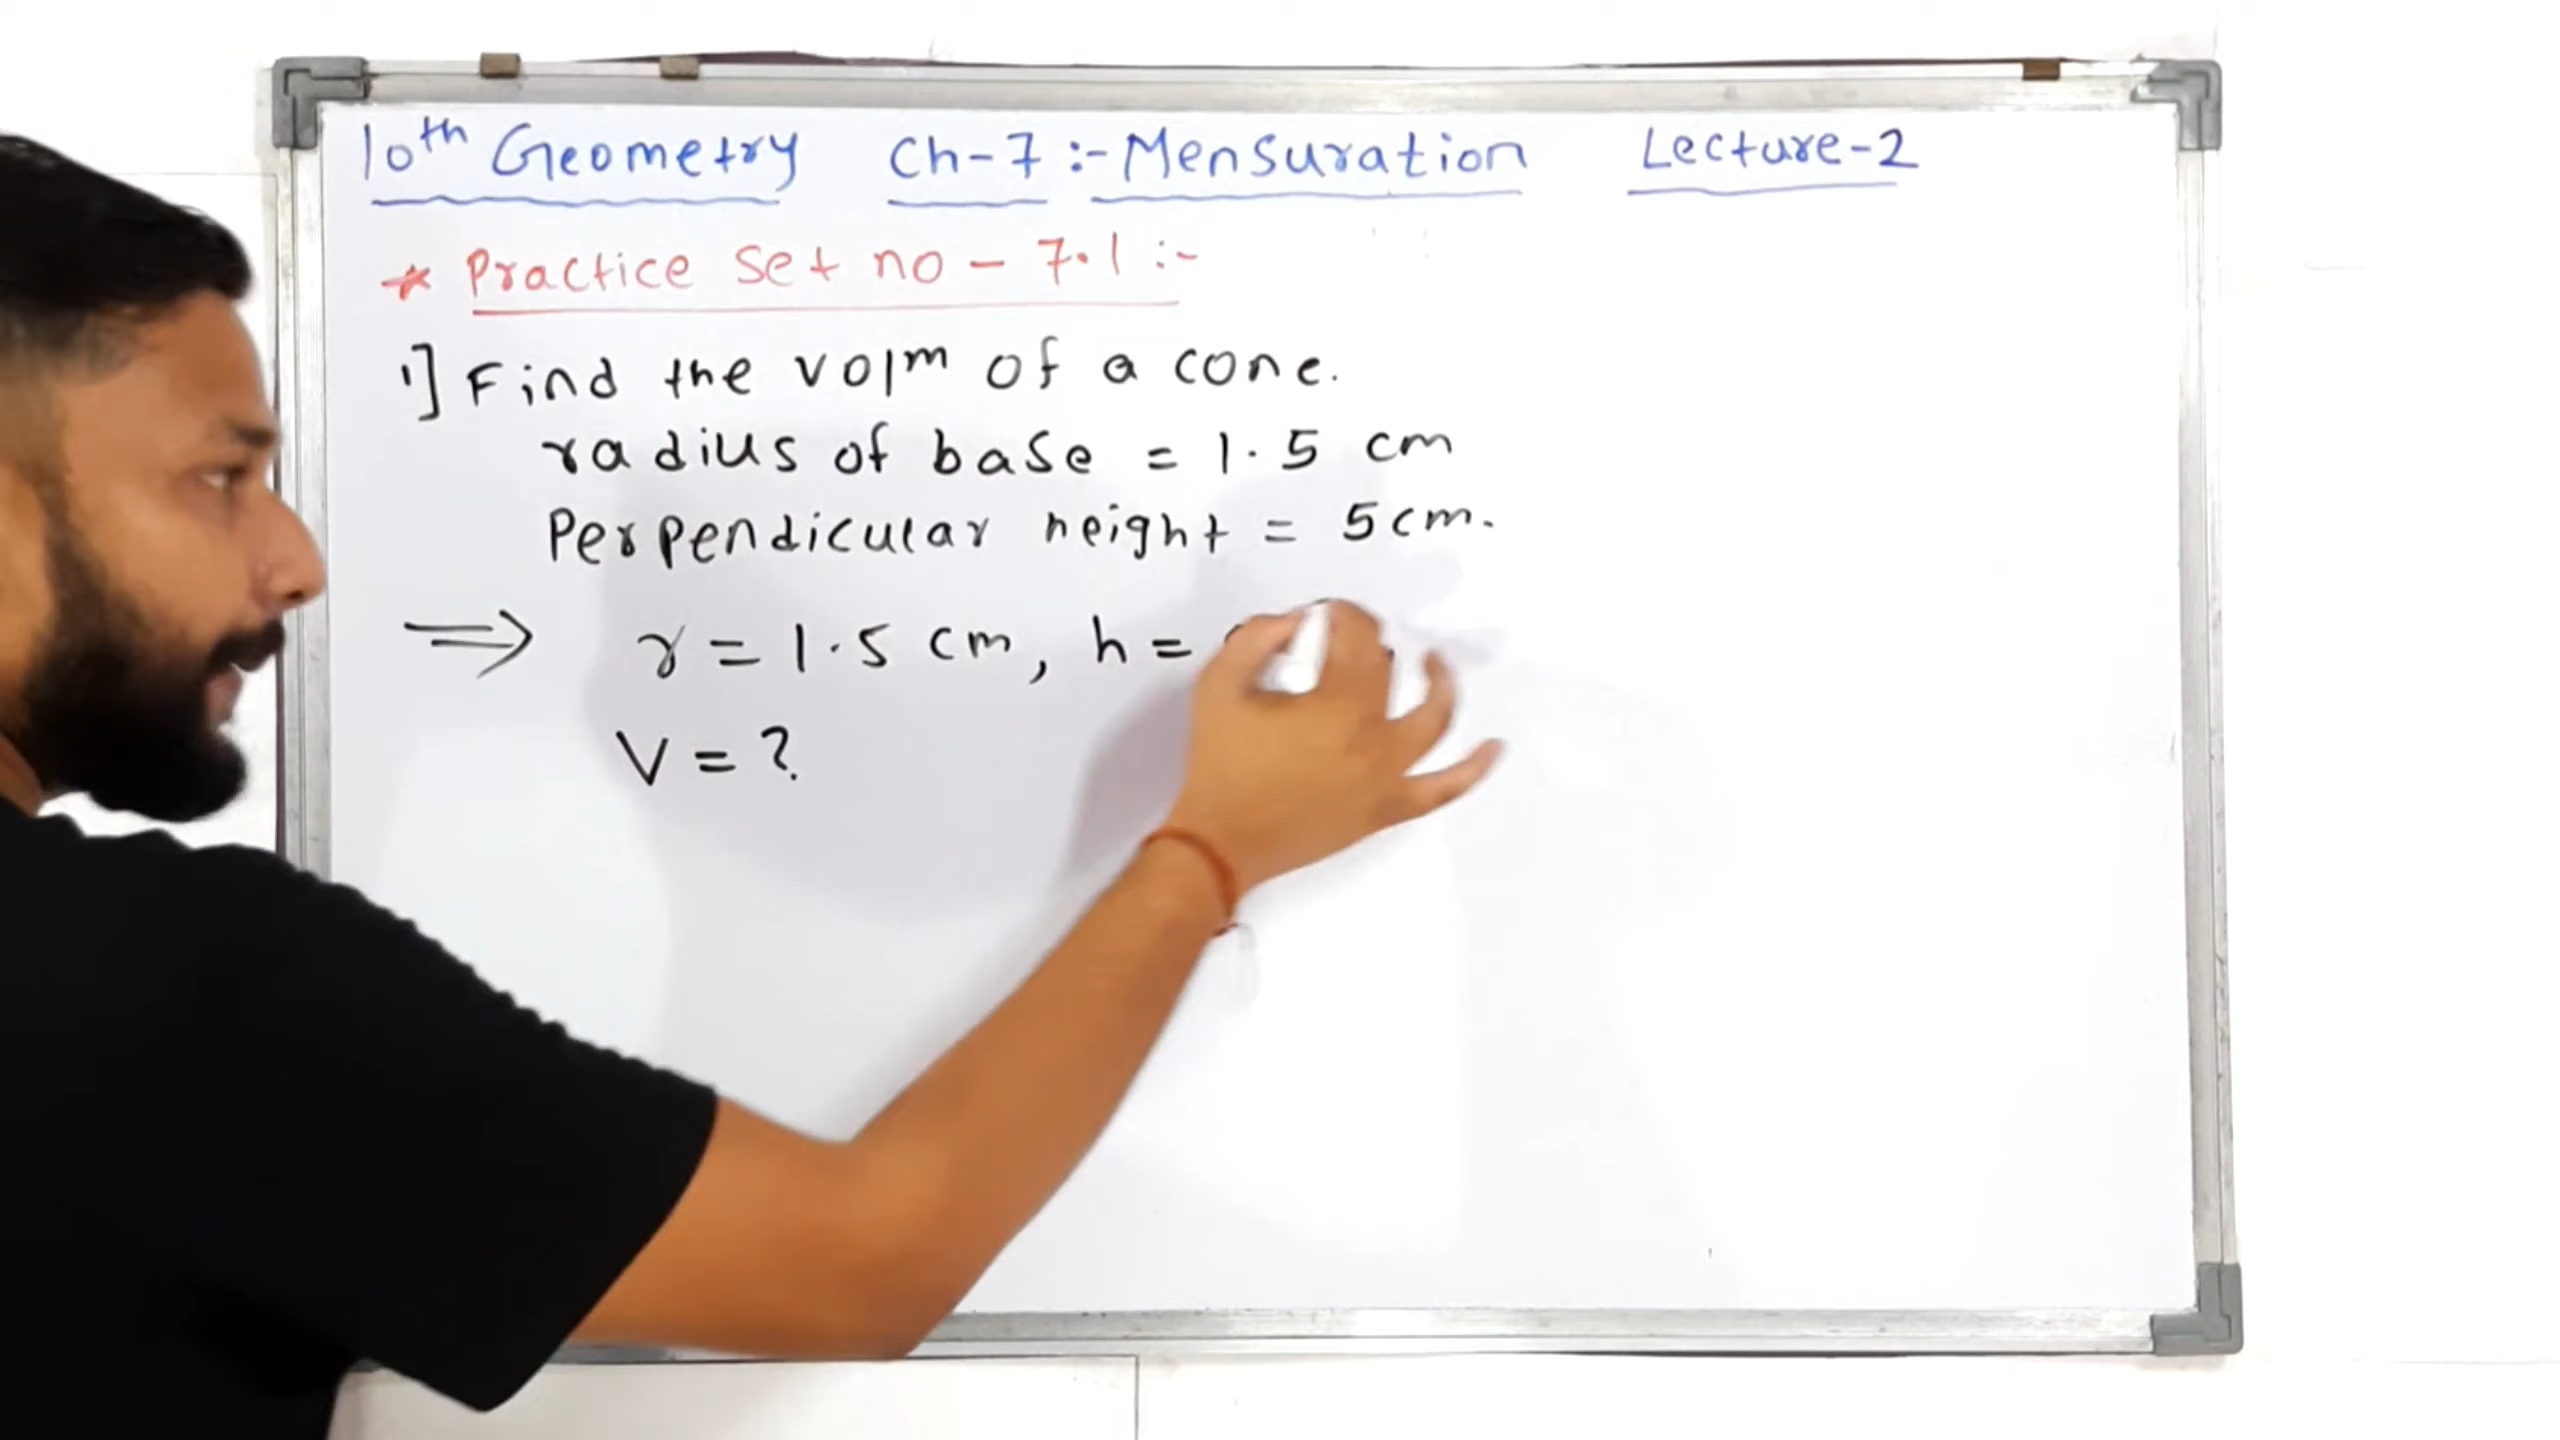 10th Geometry Ch-7 :- Mensuration Lecture-2
* Practice Set no - 7.1 :-
1] Find the volm of a cone.
radius of base = 1.5 cm
Perpendicular height = 5cm.
⇒ r = 1.5 cm, h =
V = ?